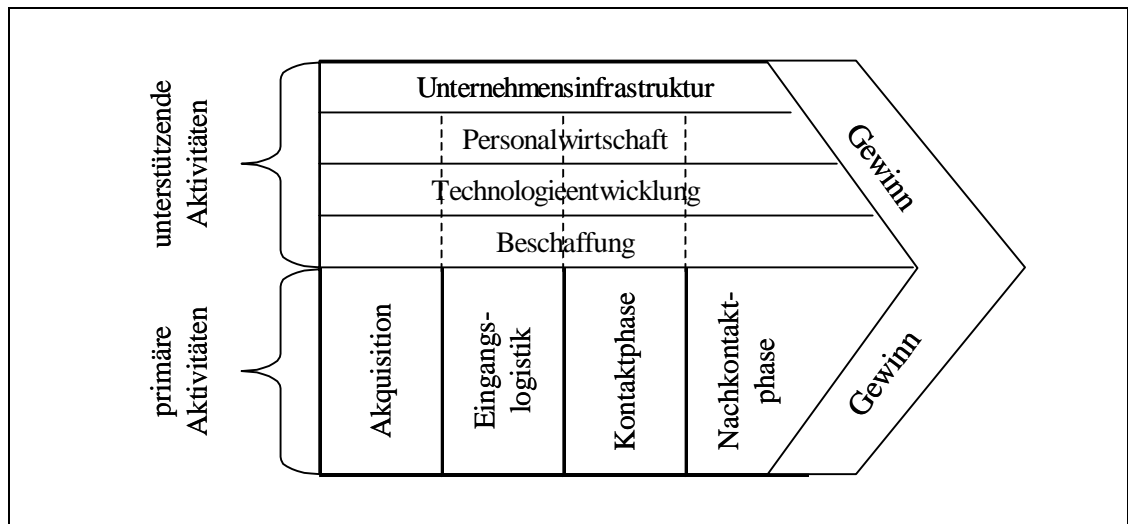 unterstützende
Aktivitäten
Unternehmensinfrastruktur
Personalwirtschaft
Technologieentwicklung
Beschaffung
Gewinn
primäre
Aktivitäten
Akquisition
Eingangs-
logistik
Kontaktphase
Nachkontakt-
phase
Gewinn